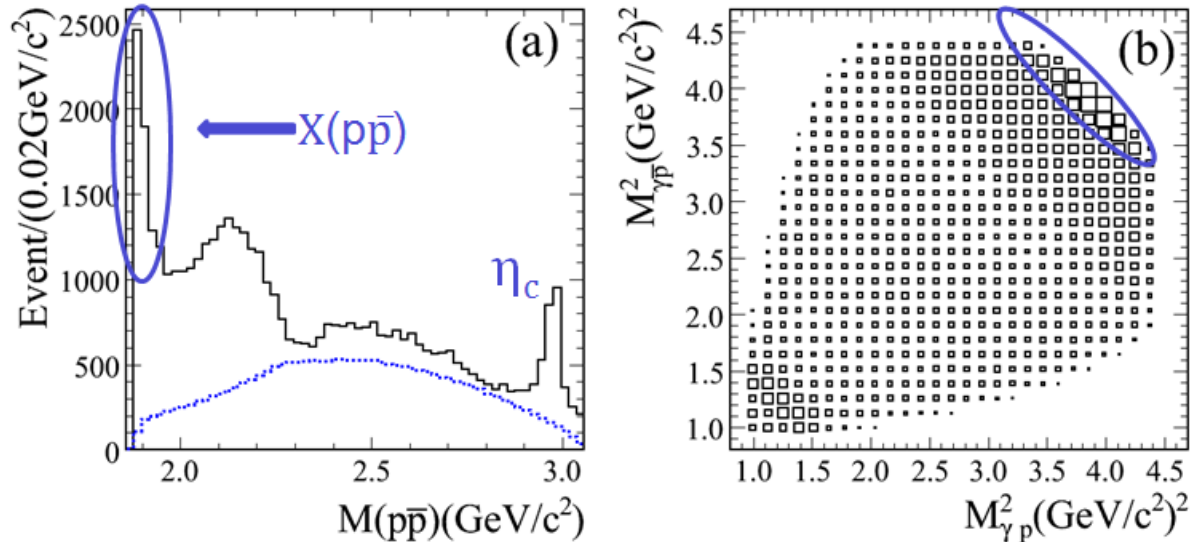 (a)
Event/(0.02GeV/c²)
2500
2000
1500
1000
500
0
X(pp̅)
η_c
2.0 2.5 3.0
M(pp̅)(GeV/c²)
(b)
M²_γp̅(GeV/c²)²
4.5
4.0
3.5
3.0
2.5
2.0
1.5
1.0
1.0 1.5 2.0 2.5 3.0 3.5 4.0 4.5
M²_γp(GeV/c²)²